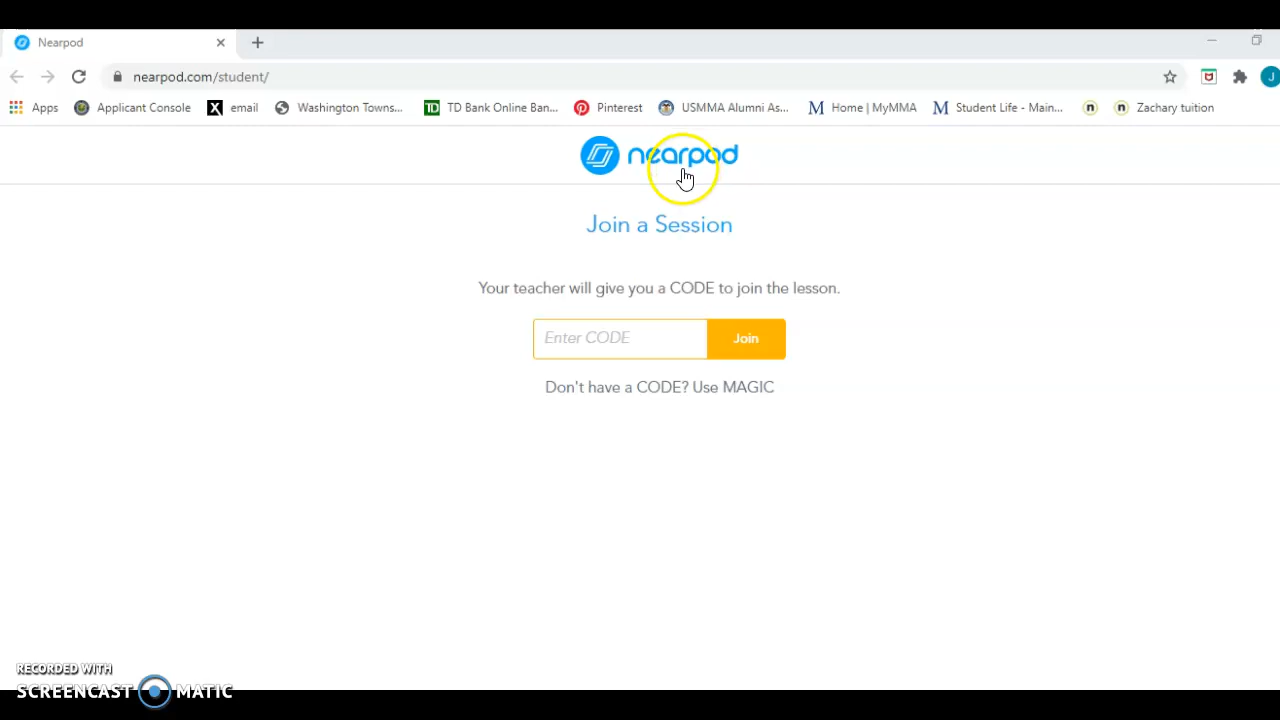 Nearpod
nearpod.com/student/
J
Apps Applicant Console X email Washington Towns... TD TD Bank Online Ban... Pinterest USMMA Alumni As... M Home | MyMMA M Student Life - Main... n n Zachary tuition
nearpod
Join a Session
Your teacher will give you a CODE to join the lesson.
Enter CODE Join
Don't have a CODE? Use MAGIC
RECORDED WITH
SCREENCAST MATIC